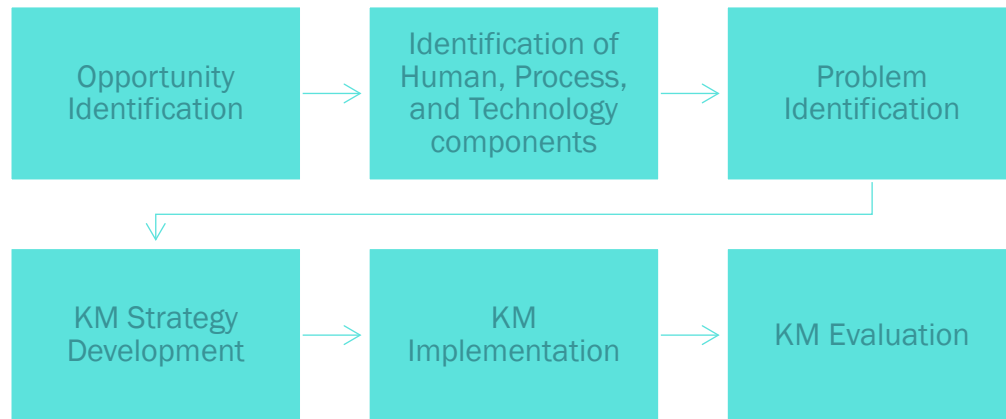 Opportunity
Identification
Identification of
Human, Process,
and Technology
components
Problem
Identification
KM Strategy
Development
KM
Implementation
KM Evaluation